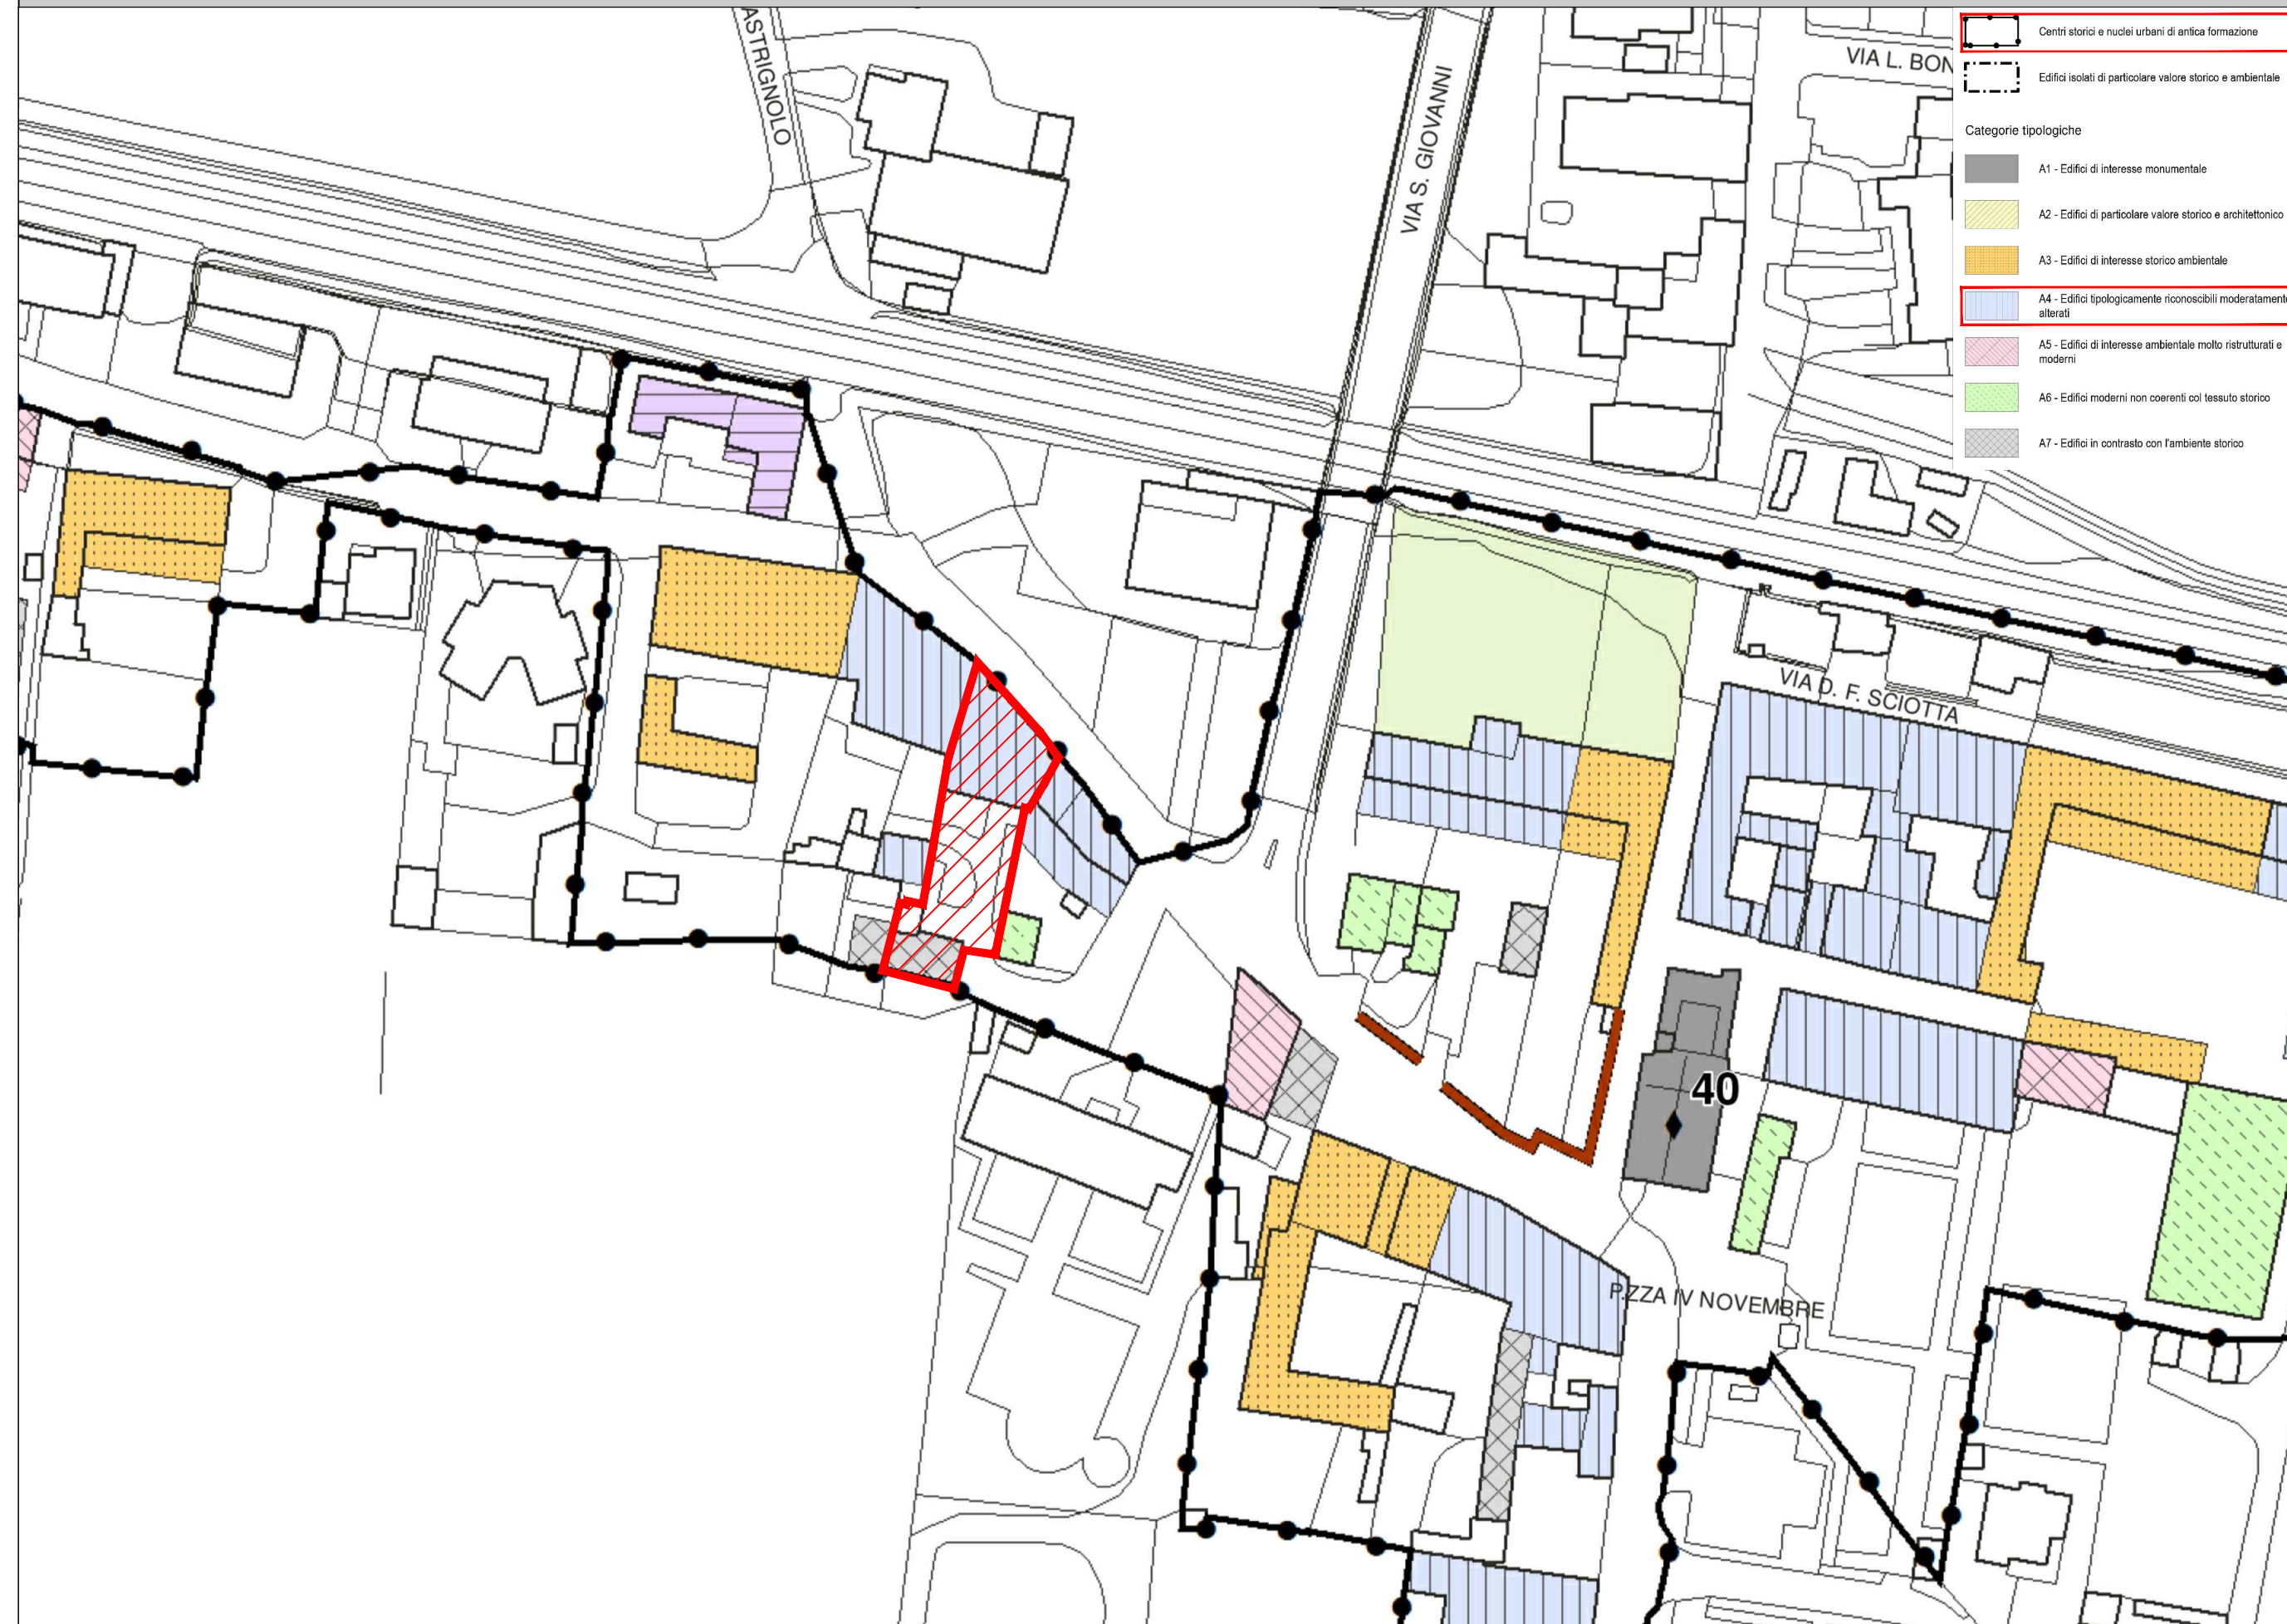 ASTRIGNOLO
VIA S. GIOVANNI
VIA L. BON
Centri storici e nuclei urbani di antica formazione
Edifici isolati di particolare valore storico e ambientale
Categorie tipologiche
A1 - Edifici di interesse monumentale
A2 - Edifici di particolare valore storico e architettonico
A3 - Edifici di interesse storico ambientale
A4 - Edifici tipologicamente riconoscibili moderatamente
alterati
A5 - Edifici di interesse ambientale molto ristrutturati e
moderni
A6 - Edifici moderni non coerenti col tessuto storico
A7 - Edifici in contrasto con l'ambiente storico
VIA D. F. SCIOTTA
40
P.ZZA IV NOVEMBRE